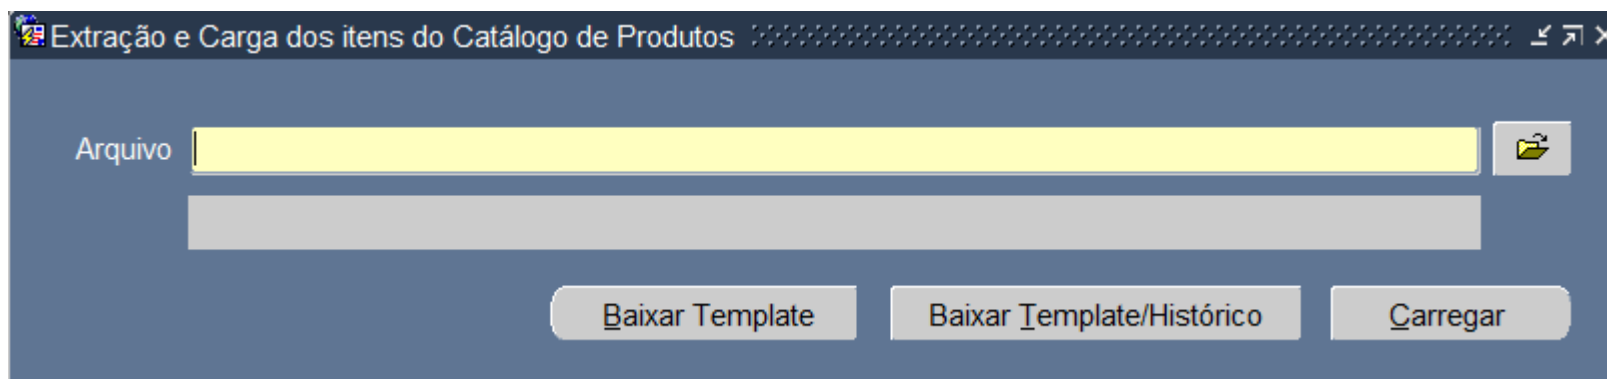 Extração e Carga dos itens do Catálogo de Produtos
Arquivo
Baixar Template Baixar Template/Histórico Carregar